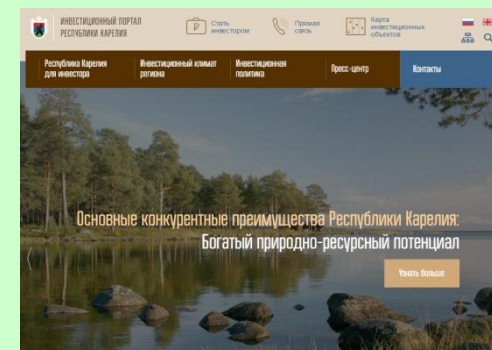 ИНВЕСТИЦИОННЫЙ ПОРТАЛ
РЕСПУБЛИКИ КАРЕЛИЯ
Стать
инвестором
Прямая
связь
Карта
инвестиционных
объектов
Республика Карелия
для инвестора
Инвестиционный климат
региона
Инвестиционная
политика
Пресс-центр
Контакты
Основные конкурентные преимущества Республики Карелия:
Богатый природно-ресурсный потенциал
Узнать больше